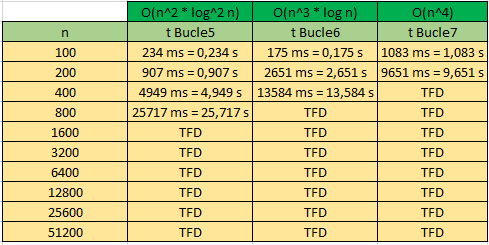 O(n^2 * log^2 n) O(n^3 * log n) O(n^4)
n t Bucle5 t Bucle6 t Bucle7
100 234 ms = 0,234 s 175 ms = 0,175 s 1083 ms = 1,083 s
200 907 ms = 0,907 s 2651 ms = 2,651 s 9651 ms = 9,651 s
400 4949 ms = 4,949 s 13584 ms = 13,584 s TFD
800 25717 ms = 25,717 s TFD TFD
1600 TFD TFD TFD
3200 TFD TFD TFD
6400 TFD TFD TFD
12800 TFD TFD TFD
25600 TFD TFD TFD
51200 TFD TFD TFD